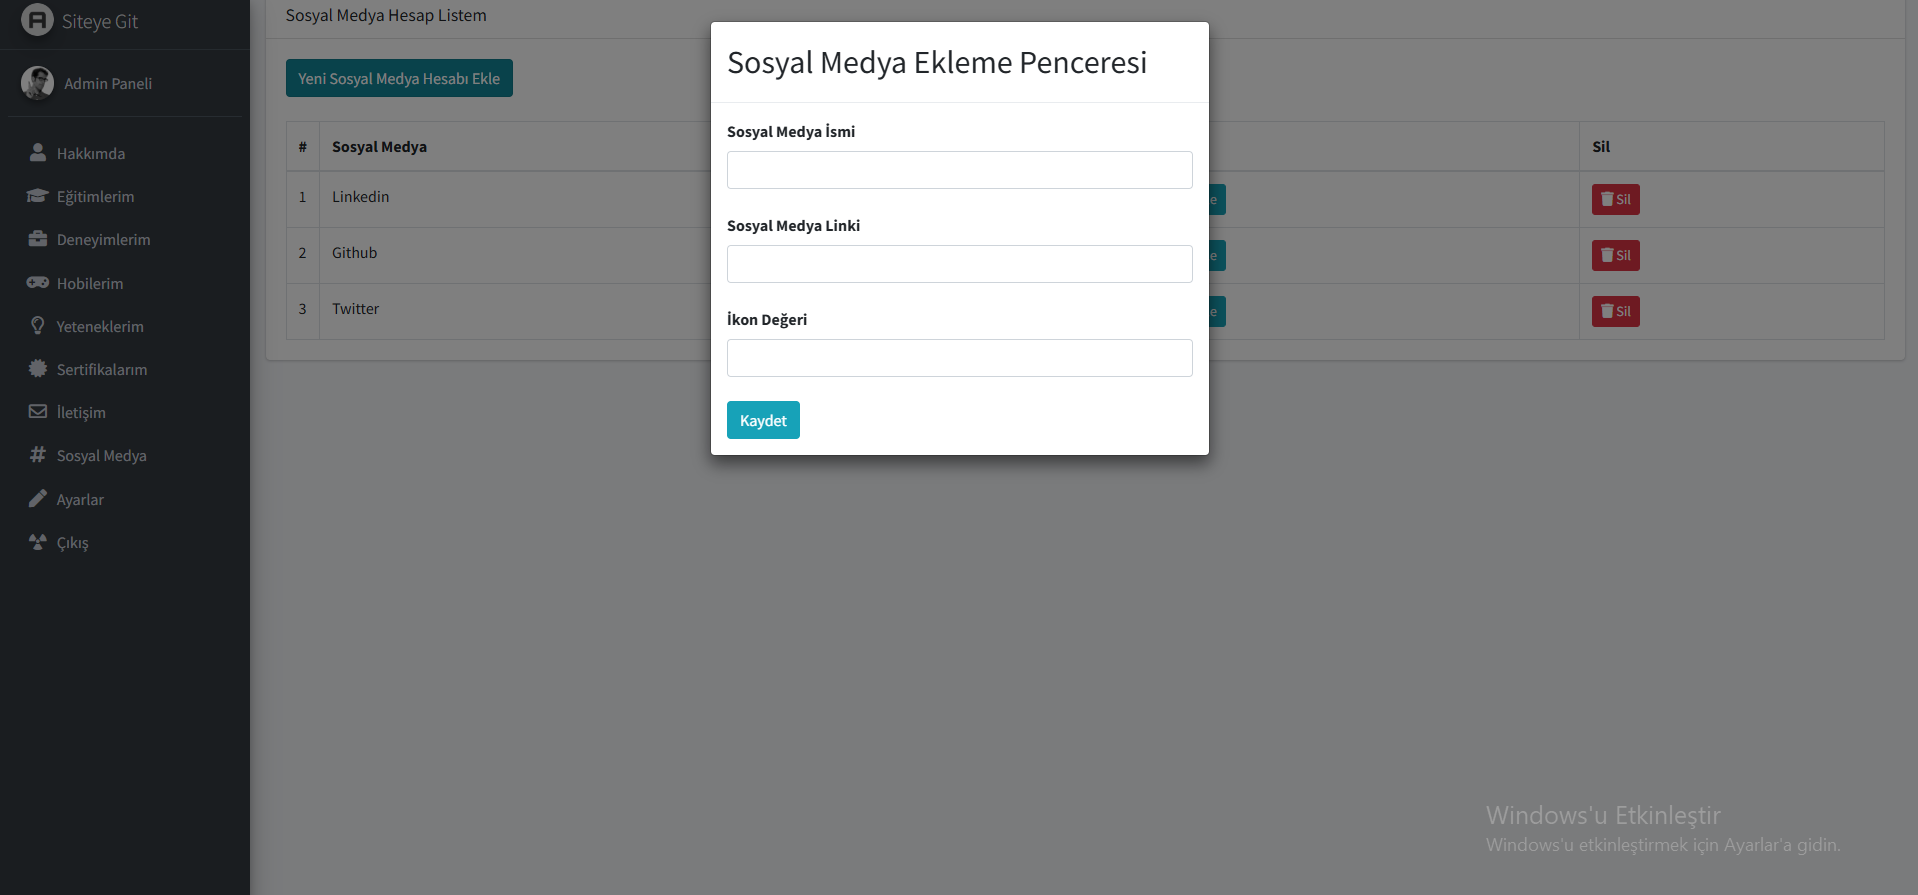 Siteye Git
Admin Paneli
Hakkımda
Eğitimlerim
Deneyimlerim
Hobilerim
Yeteneklerim
Sertifikalarım
İletişim
Sosyal Medya
Ayarlar
Çıkış
Sosyal Medya Hesap Listem
Yeni Sosyal Medya Hesabı Ekle
# Sosyal Medya Sil
1 Linkedin e Sil
2 Github e Sil
3 Twitter e Sil
Sosyal Medya Ekleme Penceresi
Sosyal Medya İsmi
Sosyal Medya Linki
İkon Değeri
Kaydet
Windows'u Etkinleştir
Windows'u etkinleştirmek için Ayarlar'a gidin.